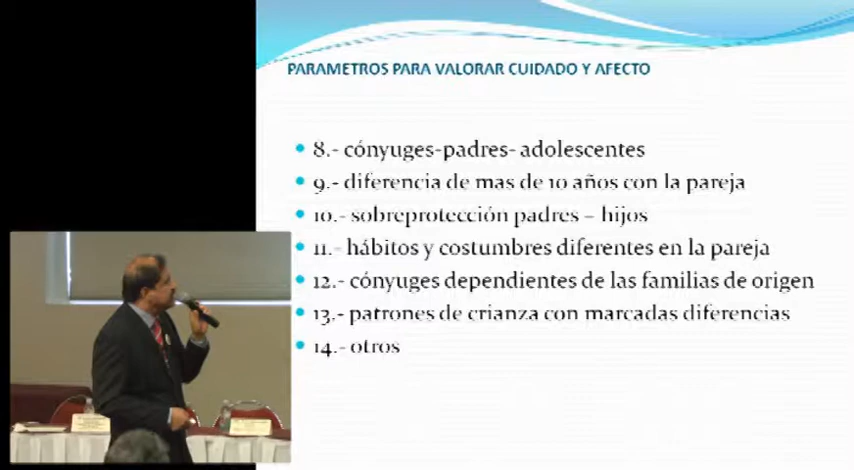 PARAMETROS PARA VALORAR CUIDADO Y AFECTO
8.- cónyuges-padres- adolescentes
9.- diferencia de mas de 10 años con la pareja
10.- sobreprotección padres – hijos
11.- hábitos y costumbres diferentes en la pareja
12.- cónyuges dependientes de las familias de origen
13.- patrones de crianza con marcadas diferencias
14.- otros